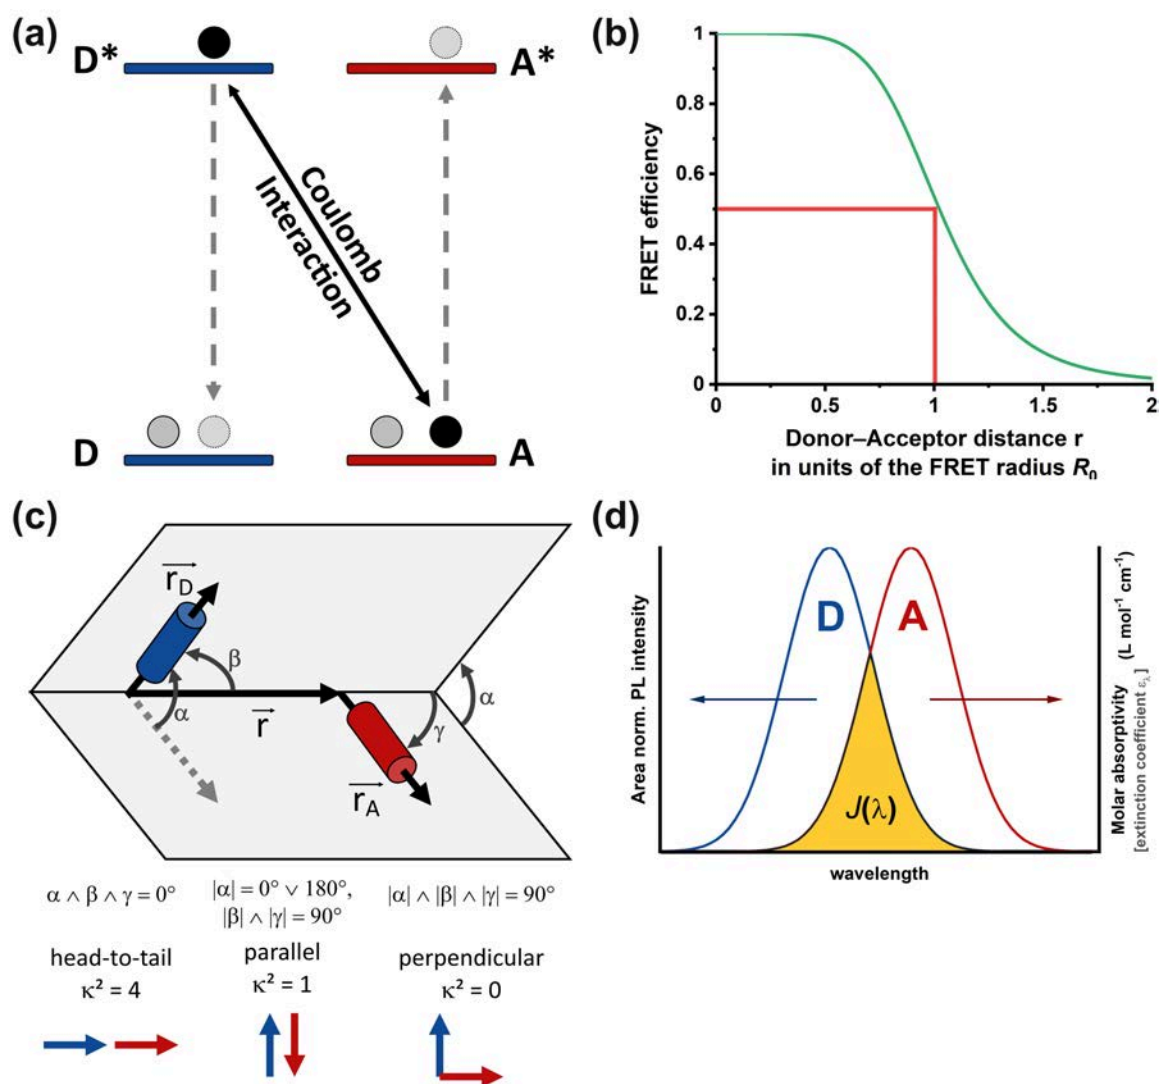 (a)
D*
A*
Coulomb
Interaction
D
A
(b)
FRET efficiency
1
0.8
0.6
0.4
0.2
0
0
0.5
1
1.5
2
Donor–Acceptor distance r
in units of the FRET radius R₀
(c)
r_D
β
α
r
γ
α
r_A
α ∧ β ∧ γ = 0°
head-to-tail
κ² = 4
|α| = 0° ∨ 180°,
|β| ∧ |γ| = 90°
parallel
κ² = 1
|α| ∧ |β| ∧ |γ| = 90°
perpendicular
κ² = 0
(d)
Area norm. PL intensity
D
A
J(λ)
wavelength
Molar absorptivity (L mol⁻¹ cm⁻¹)
[extinction coefficient ε_λ]